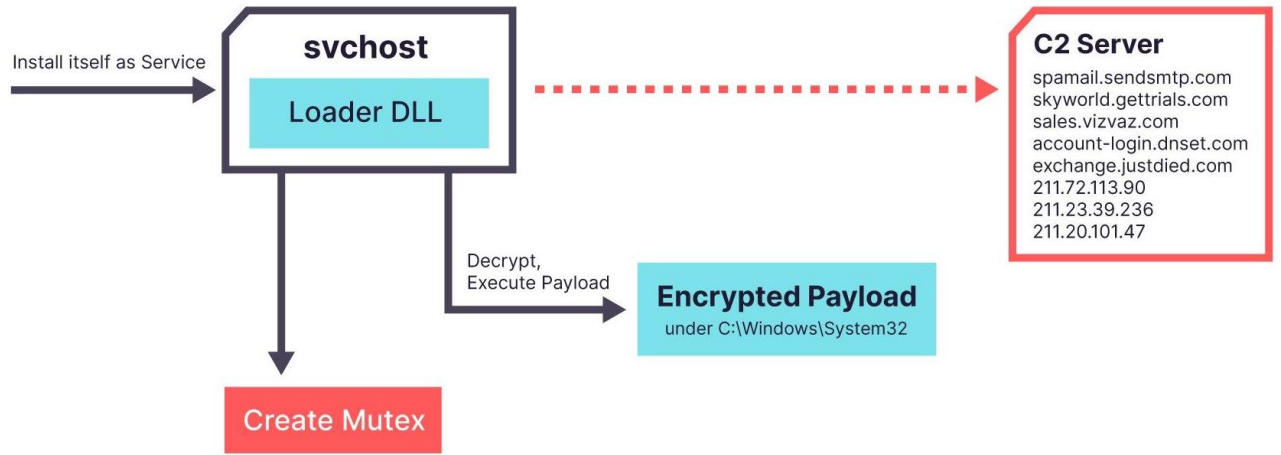 Install itself as Service
svchost
Loader DLL
C2 Server
spamail.sendsmtp.com
skyworld.gettrials.com
sales.vizvaz.com
account-login.dnset.com
exchange.justdied.com
211.72.113.90
211.23.39.236
211.20.101.47
Decrypt,
Execute Payload
Encrypted Payload
under C:\Windows\System32
Create Mutex